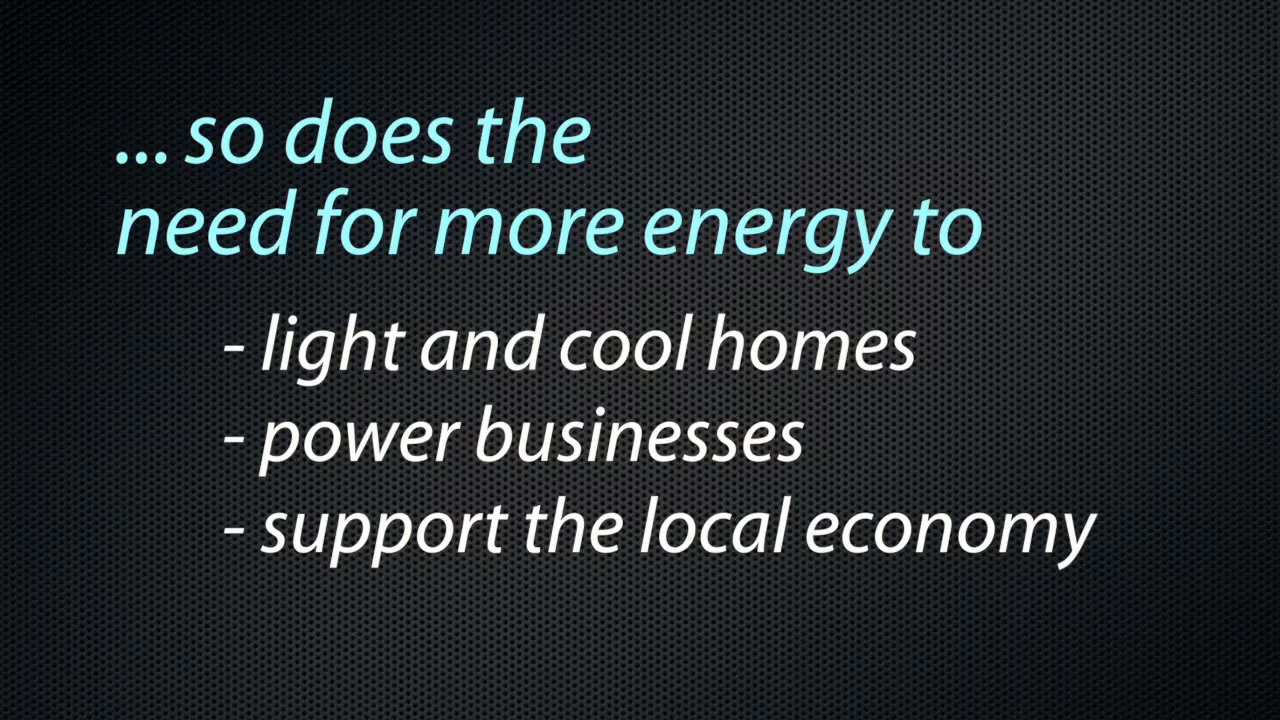 ... so does the
need for more energy to
- light and cool homes
- power businesses
- support the local economy